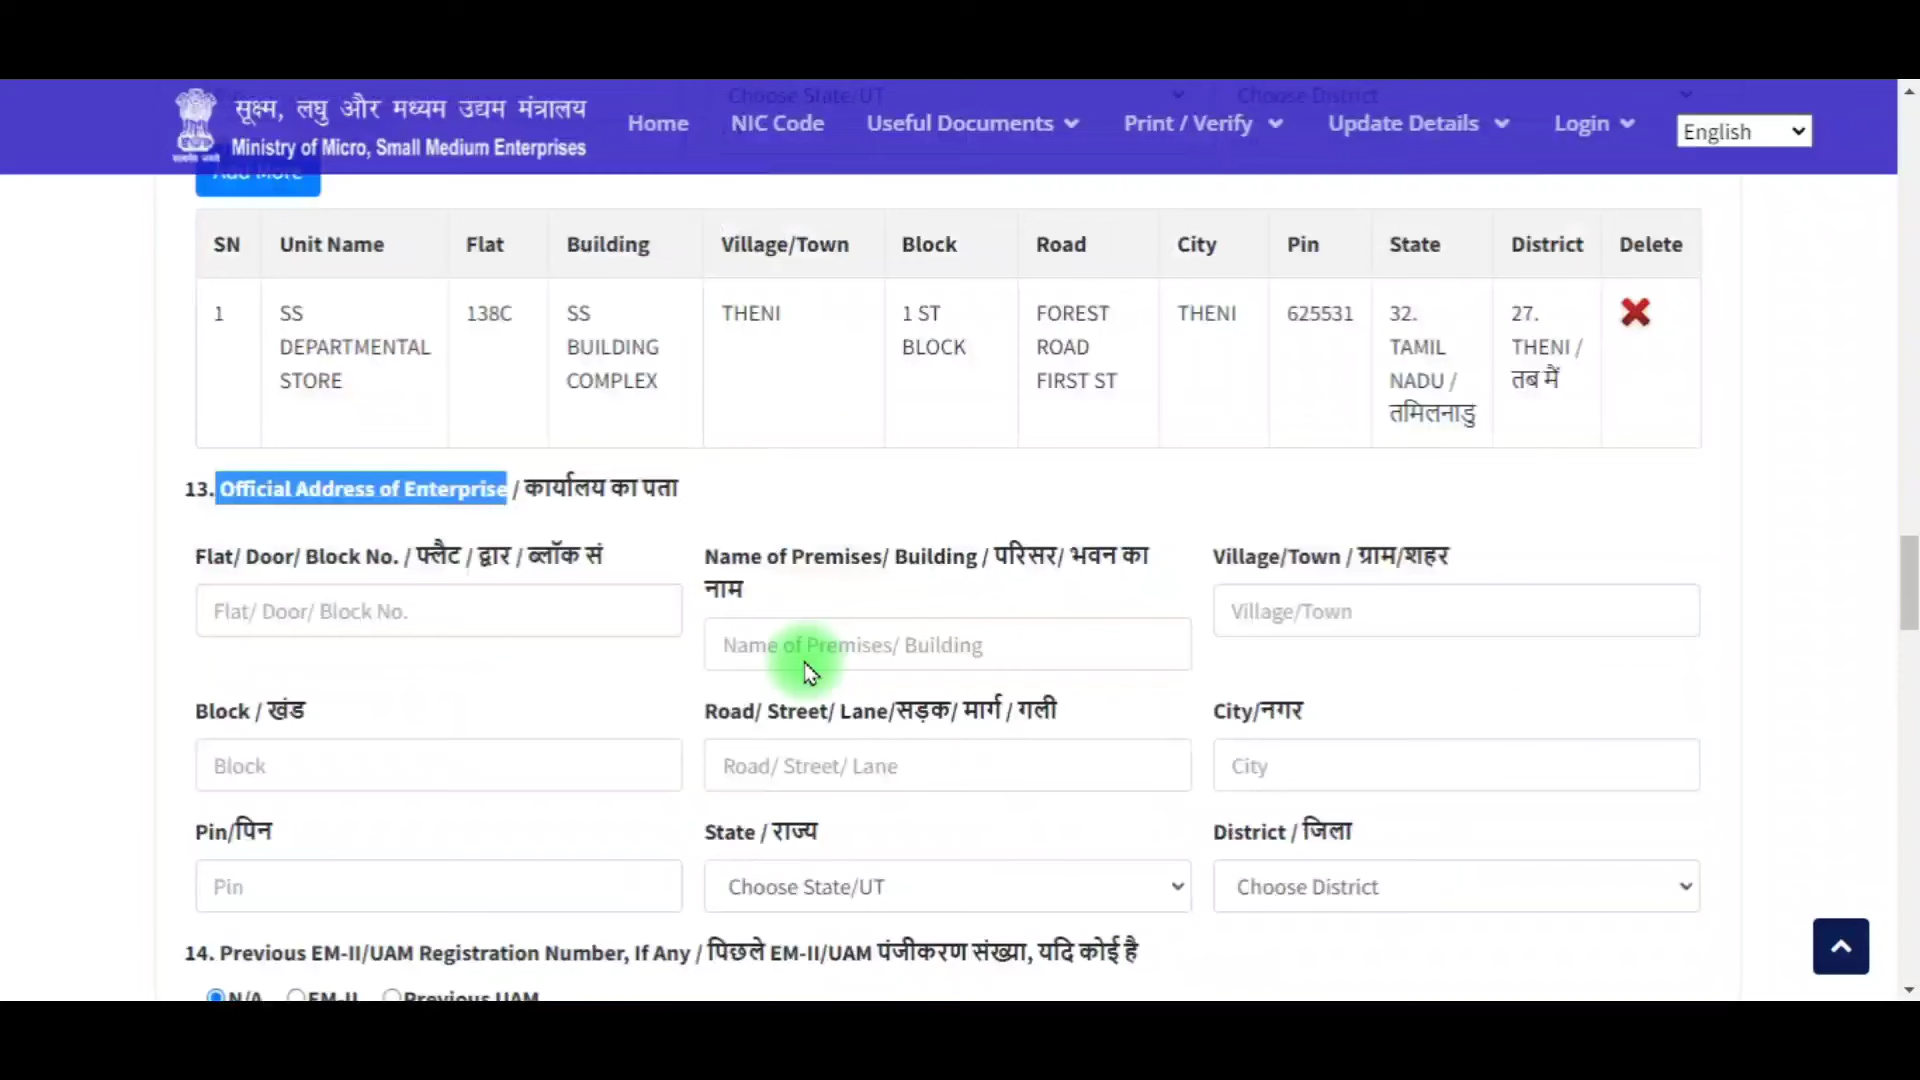 Choose State/UT Choose District
सूक्ष्म, लघु और मध्यम उद्यम मंत्रालय
Ministry of Micro, Small Medium Enterprises
Home NIC Code Useful Documents Print / Verify Update Details Login English
Add More
SN Unit Name Flat Building Village/Town Block Road City Pin State District Delete
1 SS 138C SS THENI 1 ST FOREST THENI 625531 32. 27.
DEPARTMENTAL BUILDING BLOCK ROAD TAMIL THENI /
STORE COMPLEX FIRST ST NADU / तब मैं
तमिलनाडु
13. Official Address of Enterprise / कार्यालय का पता
Flat/ Door/ Block No. / फ्लैट / द्वार / ब्लॉक सं Name of Premises/ Building / परिसर/ भवन का Village/Town / ग्राम/शहर
नाम
Flat/ Door/ Block No. Village/Town
Name of Premises/ Building
Block / खंड Road/ Street/ Lane/सड़क/ मार्ग / गली City/नगर
Block Road/ Street/ Lane City
Pin/पिन State / राज्य District / जिला
Pin Choose State/UT Choose District
14. Previous EM-II/UAM Registration Number, If Any / पिछले EM-II/UAM पंजीकरण संख्या, यदि कोई है
N/A EM-II Previous UAM